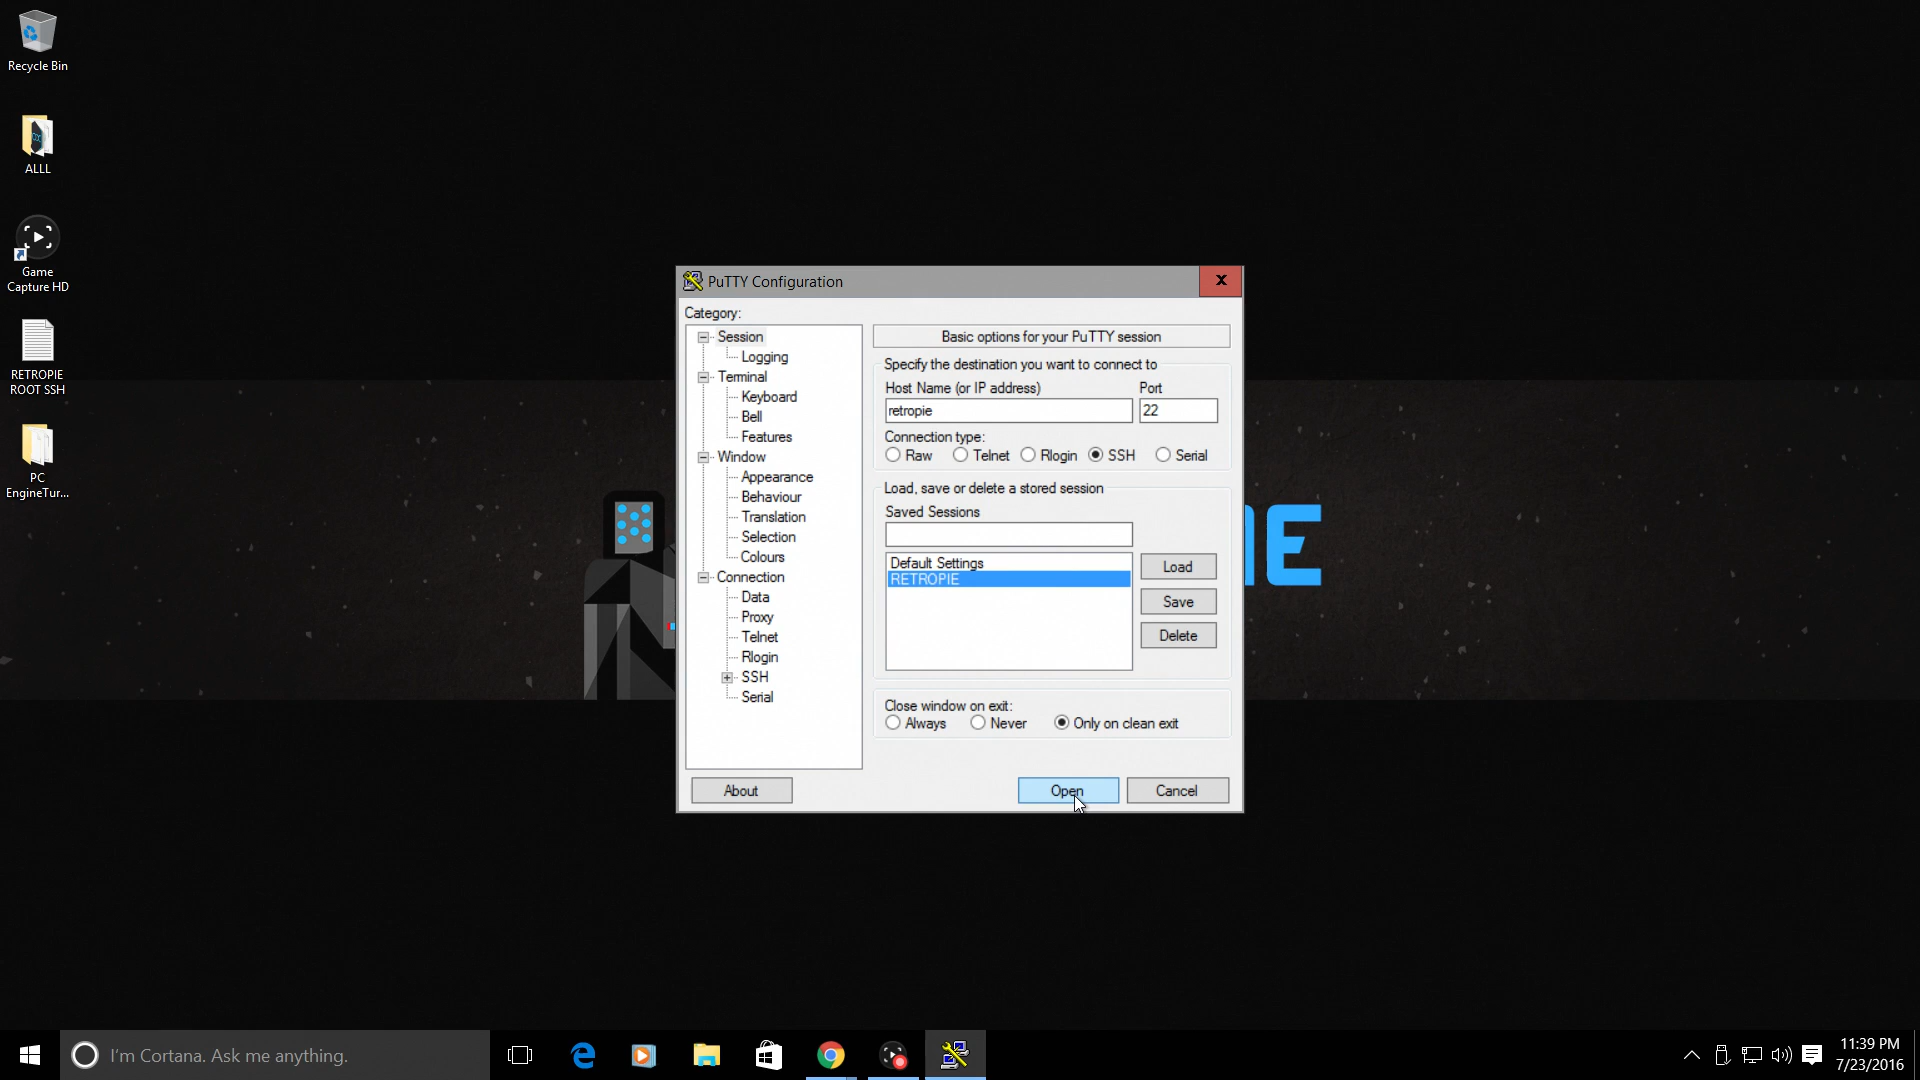 Recycle Bin
ALLL
Game
Capture HD
RETROPIE
ROOT SSH
PC
EngineTur...
PuTTY Configuration
X
Category:
Session
Logging
Terminal
Keyboard
Bell
Features
Window
Appearance
Behaviour
Translation
Selection
Colours
Connection
Data
Proxy
Telnet
Rlogin
SSH
Serial
Basic options for your PuTTY session
Specify the destination you want to connect to
Host Name (or IP address) Port
retropie 22
Connection type:
Raw Telnet Rlogin SSH Serial
Load, save or delete a stored session
Saved Sessions
Default Settings
RETROPIE
Load
Save
Delete
Close window on exit:
Always Never Only on clean exit
About Open Cancel
E
I'm Cortana. Ask me anything.
11:39 PM
7/23/2016